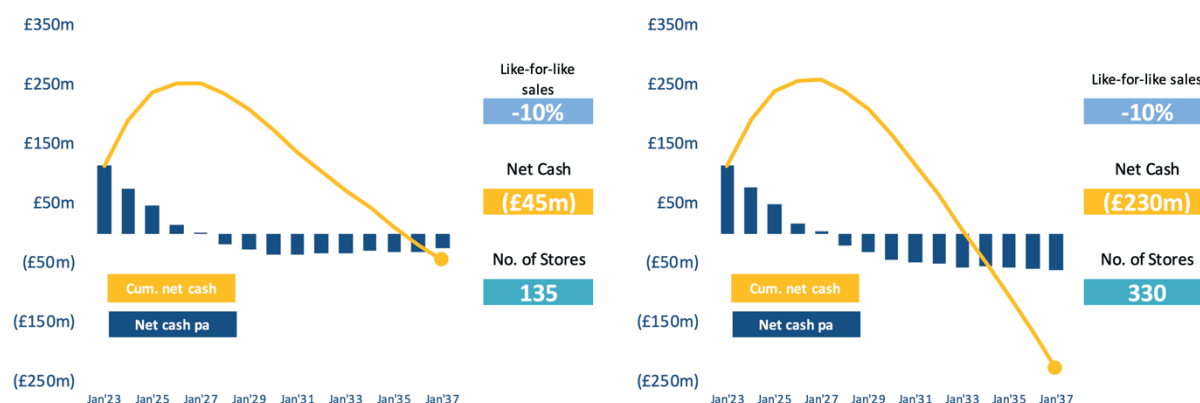 £350m
£250m
£150m
£50m
(£50m)
(£150m)
(£250m)
Cum. net cash
Net cash pa
Jan'23 Jan'25 Jan'27 Jan'29 Jan'31 Jan'33 Jan'35 Jan'37
Like-for-like
sales
-10%
Net Cash
(£45m)
No. of Stores
135
£350m
£250m
£150m
£50m
(£50m)
(£150m)
(£250m)
Cum. net cash
Net cash pa
Jan'23 Jan'25 Jan'27 Jan'29 Jan'31 Jan'33 Jan'35 Jan'37
Like-for-like sales
-10%
Net Cash
(£230m)
No. of Stores
330